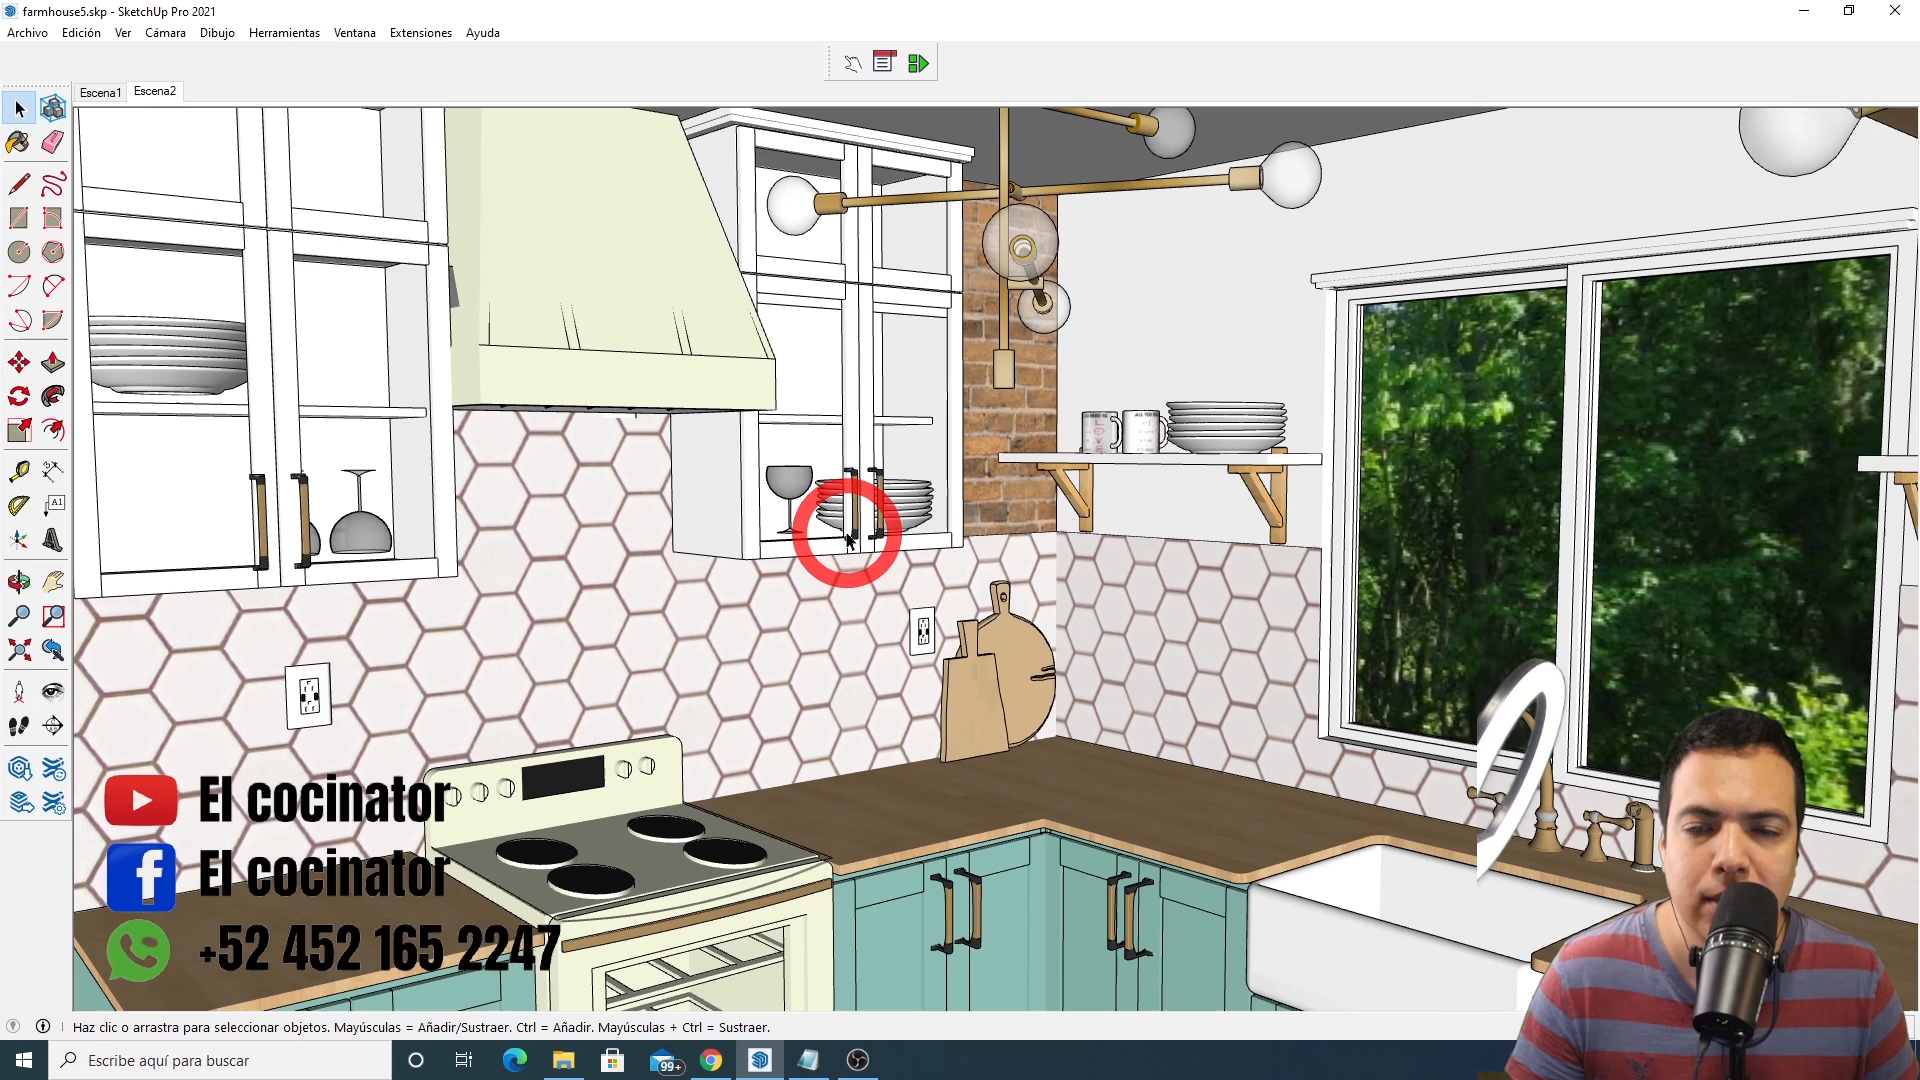 farmhouse5.skp - SketchUp Pro 2021
Archivo Edición Ver Cámara Dibujo Herramientas Ventana Extensiones Ayuda
Escena1 Escena2
A1
LOVE
El cocinator
f El cocinator
+52 452 165 2247
Haz clic o arrastra para seleccionar objetos. Mayúsculas = Añadir/Sustraer. Ctrl = Añadir. Mayúsculas + Ctrl = Sustraer.
Escribe aquí para buscar
99+